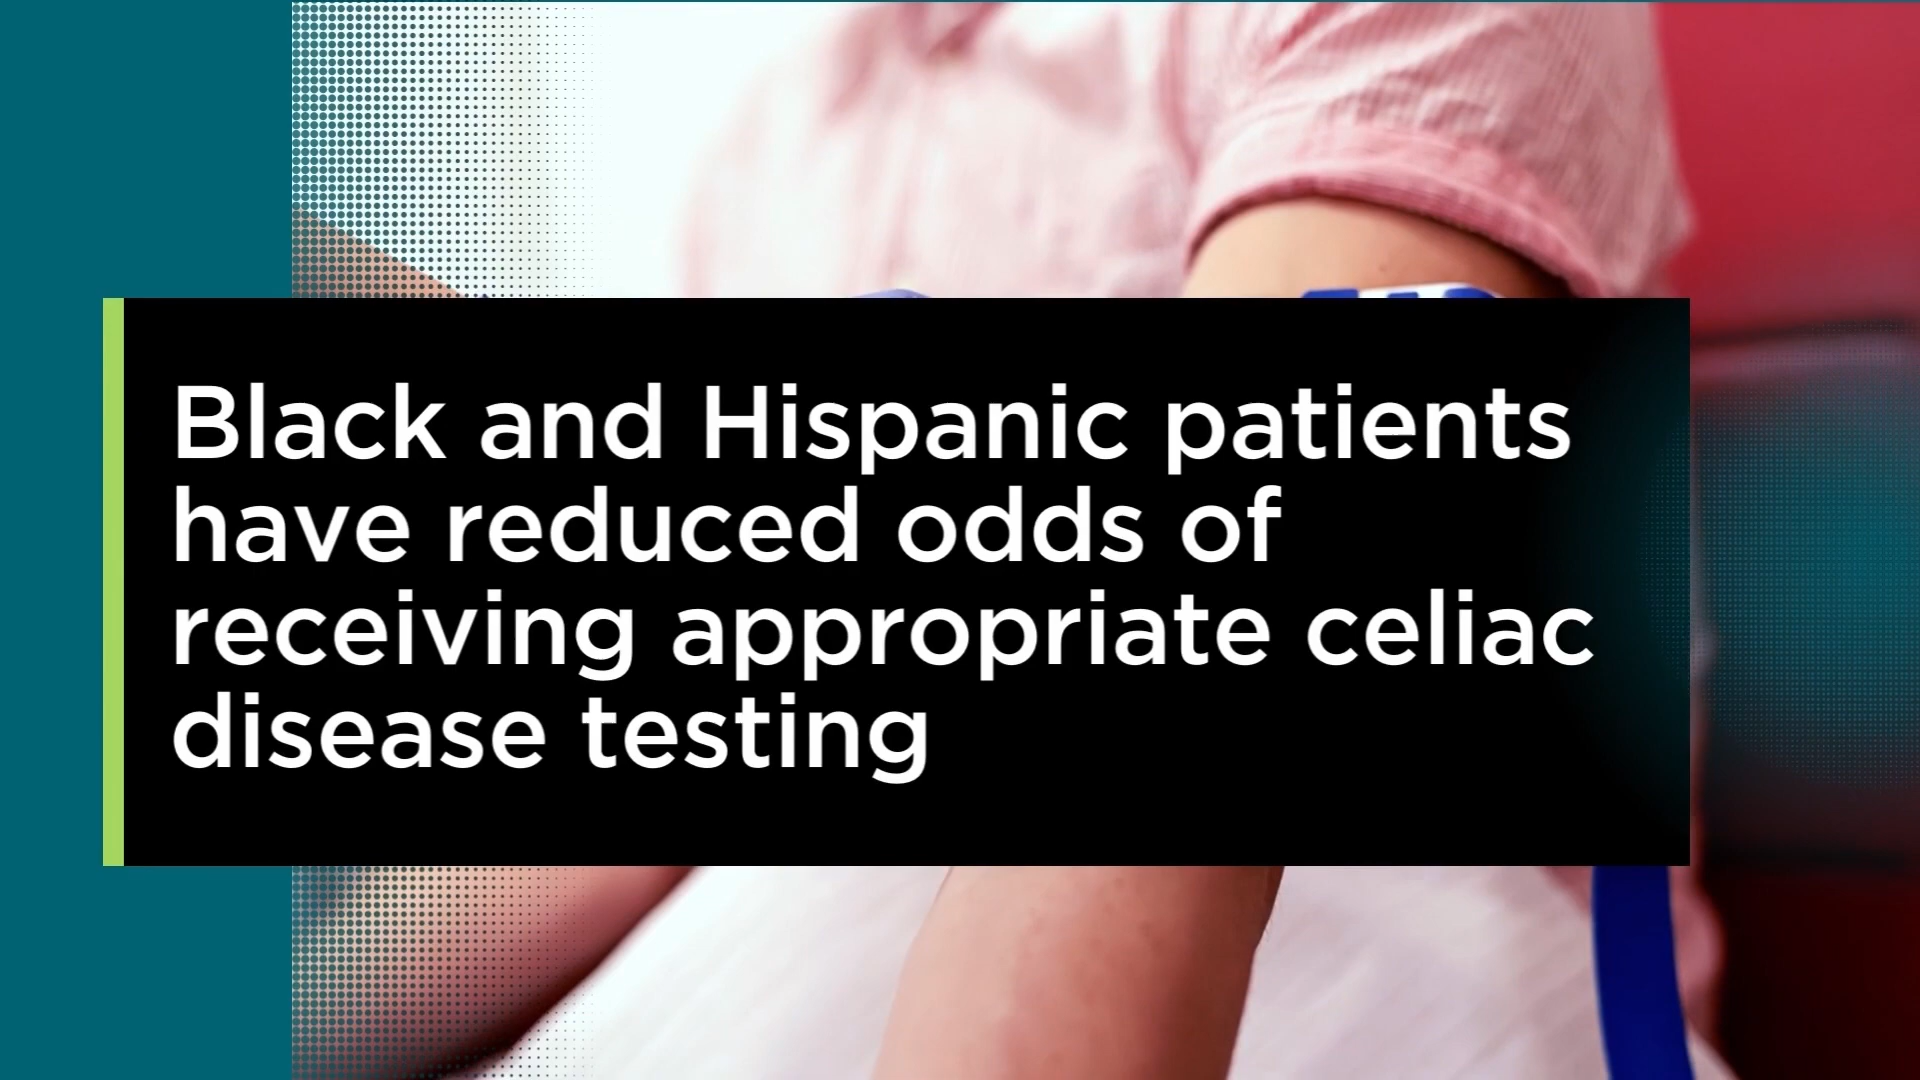 Black and Hispanic patients
have reduced odds of
receiving appropriate celiac
disease testing